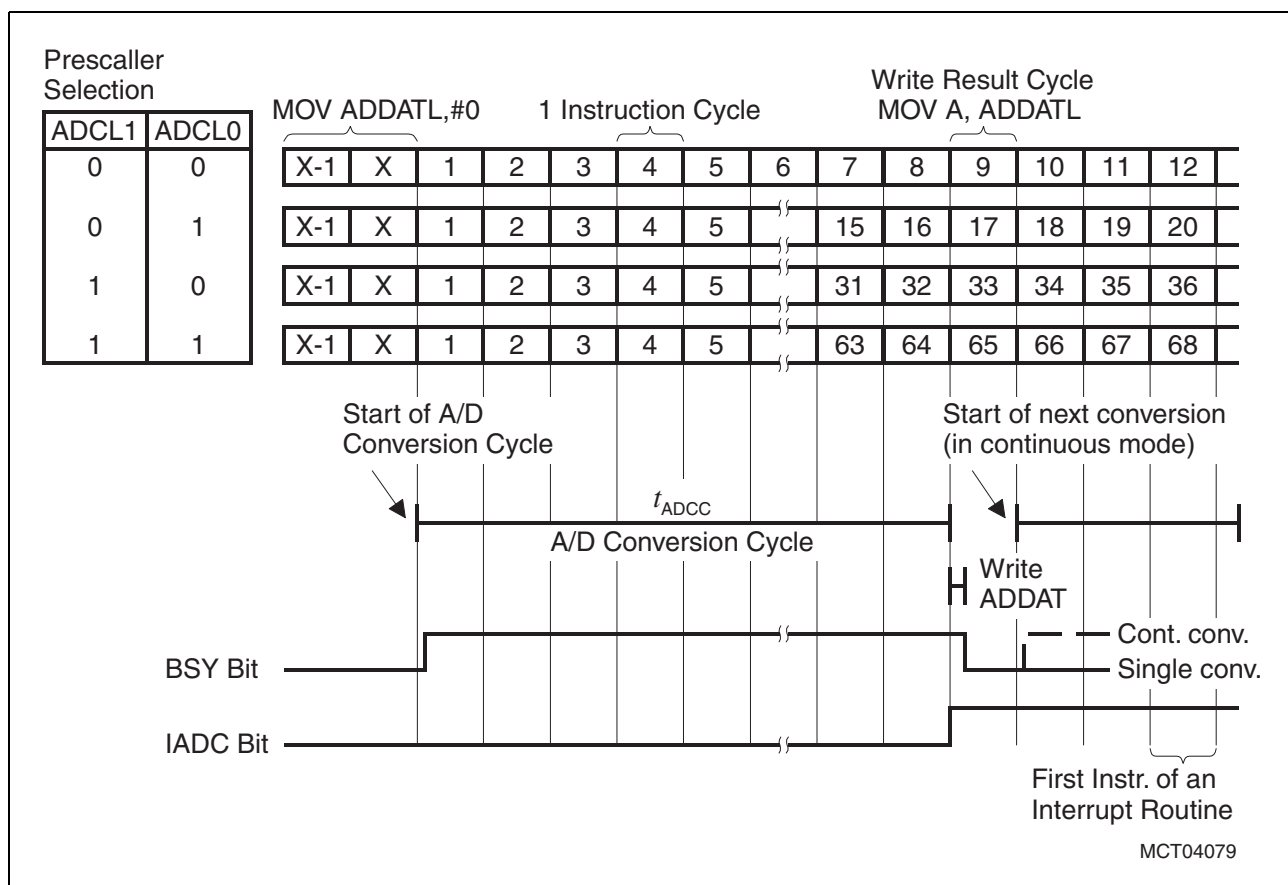 Prescaller
Selection
MOV ADDATL,#0
1 Instruction Cycle
Write Result Cycle
MOV A, ADDATL
ADCL1 ADCL0
0 0 X-1 X 1 2 3 4 5 6 7 8 9 10 11 12
0 1 X-1 X 1 2 3 4 5 15 16 17 18 19 20
1 0 X-1 X 1 2 3 4 5 31 32 33 34 35 36
1 1 X-1 X 1 2 3 4 5 63 64 65 66 67 68
Start of A/D
Conversion Cycle
Start of next conversion
(in continuous mode)
tADCC
A/D Conversion Cycle
Write
ADDAT
BSY Bit
Cont. conv.
Single conv.
IADC Bit
First Instr. of an
Interrupt Routine
MCT04079